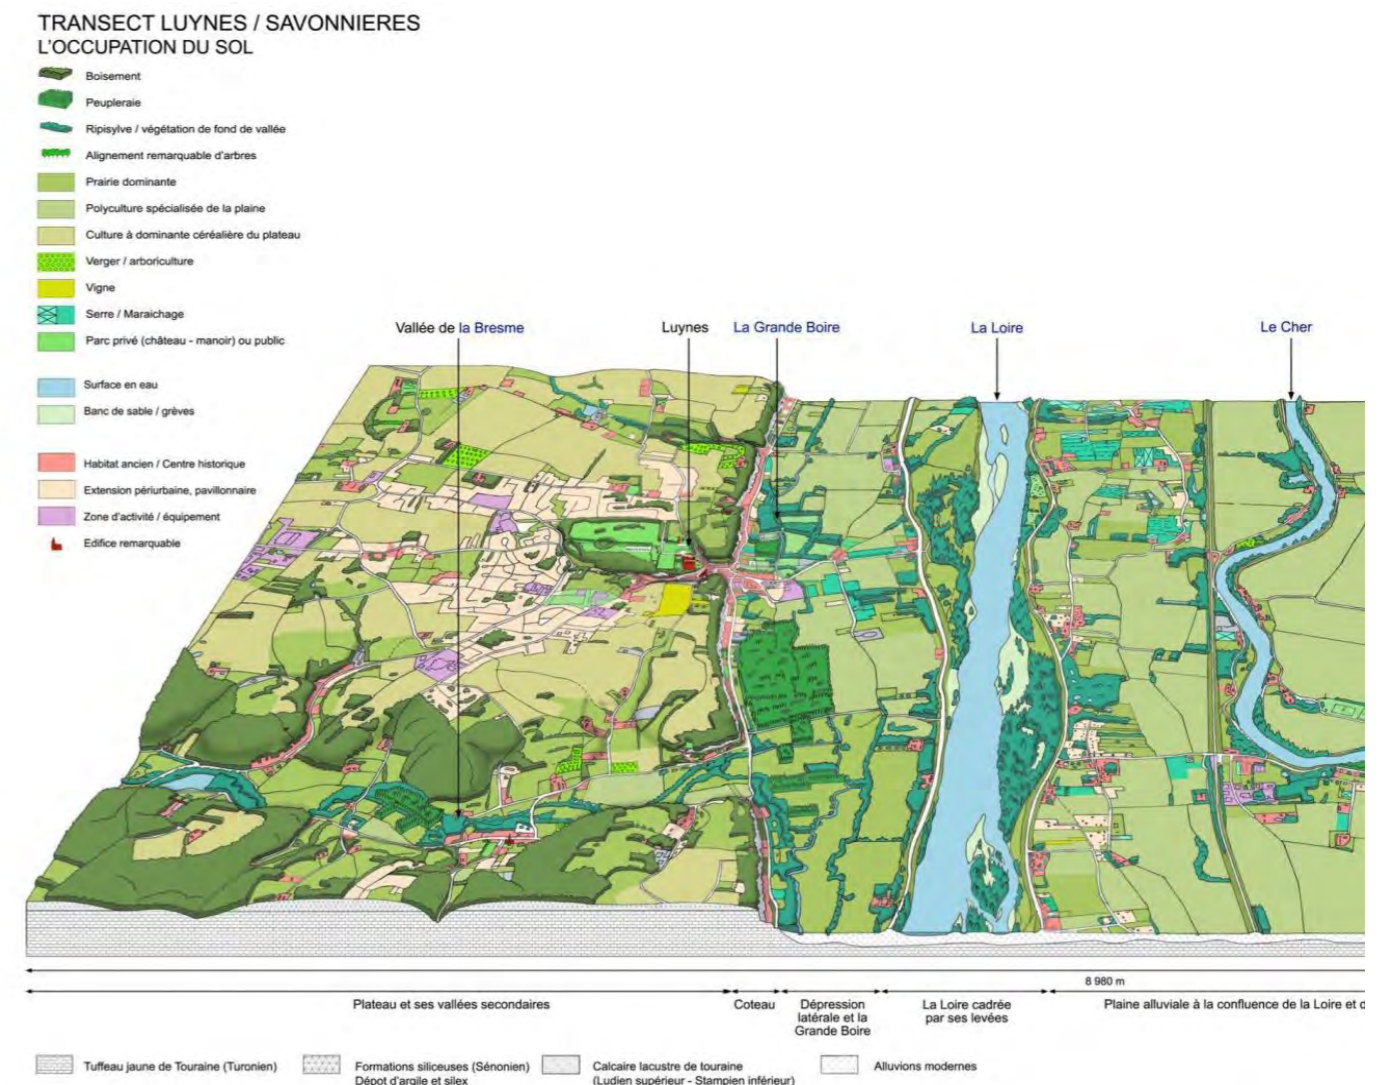 TRANSECT LUYNES / SAVONNIERES
L'OCCUPATION DU SOL
Boisement
Peupleraie
Ripisylve / végétation de fond de vallée
Alignement remarquable d'arbres
Prairie dominante
Polyculture spécialisée de la plaine
Culture à dominante céréalière du plateau
Verger / arboriculture
Vigne
Serre / Maraichage
Parc privé (château - manoir) ou public
Surface en eau
Banc de sable / grèves
Habitat ancien / Centre historique
Extension périurbaine, pavillonnaire
Zone d'activité / équipement
Edifice remarquable
Vallée de la Bresme
Luynes
La Grande Boire
La Loire
Le Cher
8 980 m
Plateau et ses vallées secondaires
Coteau
Dépression
latérale et la
Grande Boire
La Loire cadrée
par ses levées
Plaine alluviale à la confluence de la Loire et d
Tuffeau jaune de Touraine (Turonien)
Formations siliceuses (Sénonien)
Dépot d'argile et silex
Calcaire lacustre de touraine
(Ludien supérieur - Stampien inférieur)
Alluvions modernes